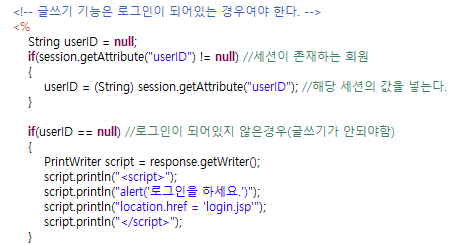 <!-- 글쓰기 기능은 로그인이 되어있는 경우여야 한다. -->
<%
String userID = null;
if(session.getAttribute("userID") != null) //세션이 존재하는 회원
{
userID = (String) session.getAttribute("userID"); //해당 세션의 값을 넣는다.
}
if(userID == null) //로그인이 되어있지 않은경우(글쓰기가 안되야함)
{
PrintWriter script = response.getWriter();
script.println("<script>");
script.println("alert('로그인을 하세요.')");
script.println("location.href = 'login.jsp'");
script.println("</script>");
}